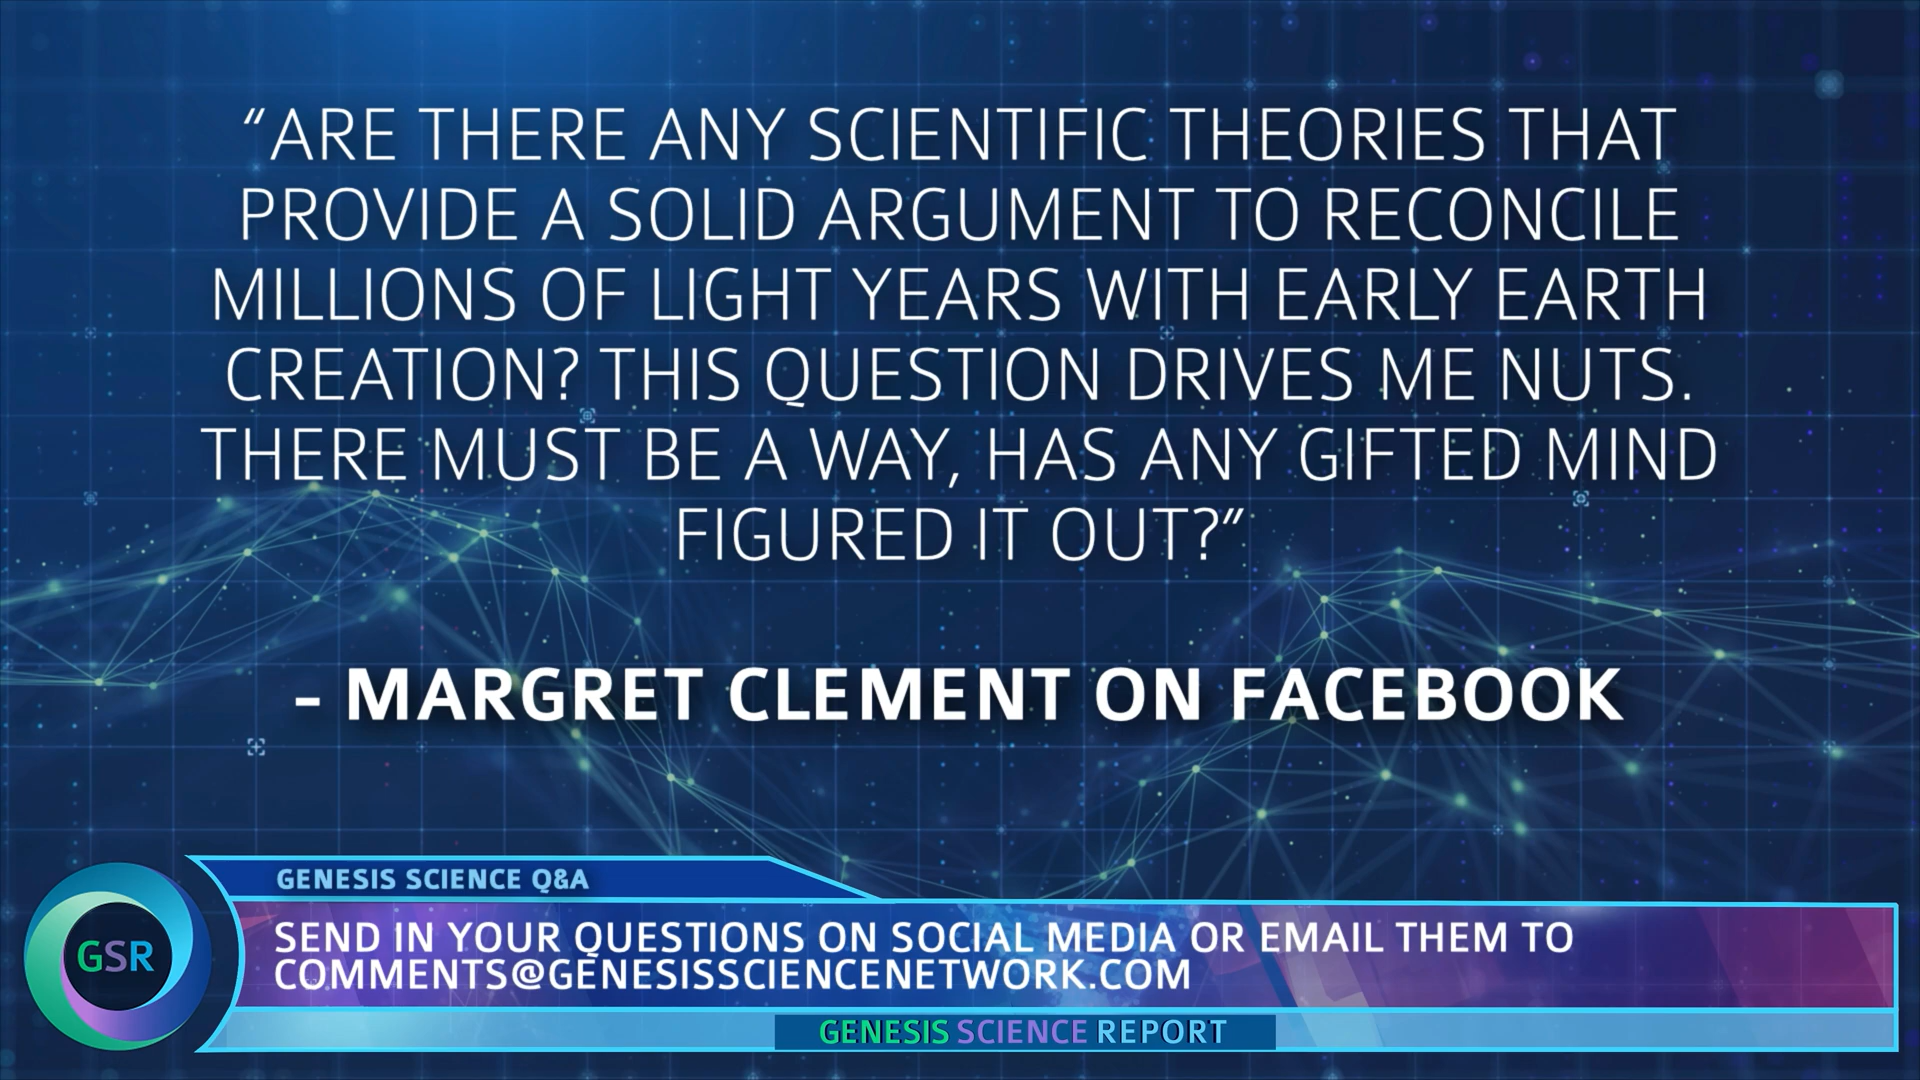 “ARE THERE ANY SCIENTIFIC THEORIES THAT
PROVIDE A SOLID ARGUMENT TO RECONCILE
MILLIONS OF LIGHT YEARS WITH EARLY EARTH
CREATION? THIS QUESTION DRIVES ME NUTS.
THERE MUST BE A WAY, HAS ANY GIFTED MIND
FIGURED IT OUT?”
- MARGRET CLEMENT ON FACEBOOK
GENESIS SCIENCE Q&A
GSR
SEND IN YOUR QUESTIONS ON SOCIAL MEDIA OR EMAIL THEM TO
COMMENTS@GENESISSCIENCENETWORK.COM
GENESIS SCIENCE REPORT